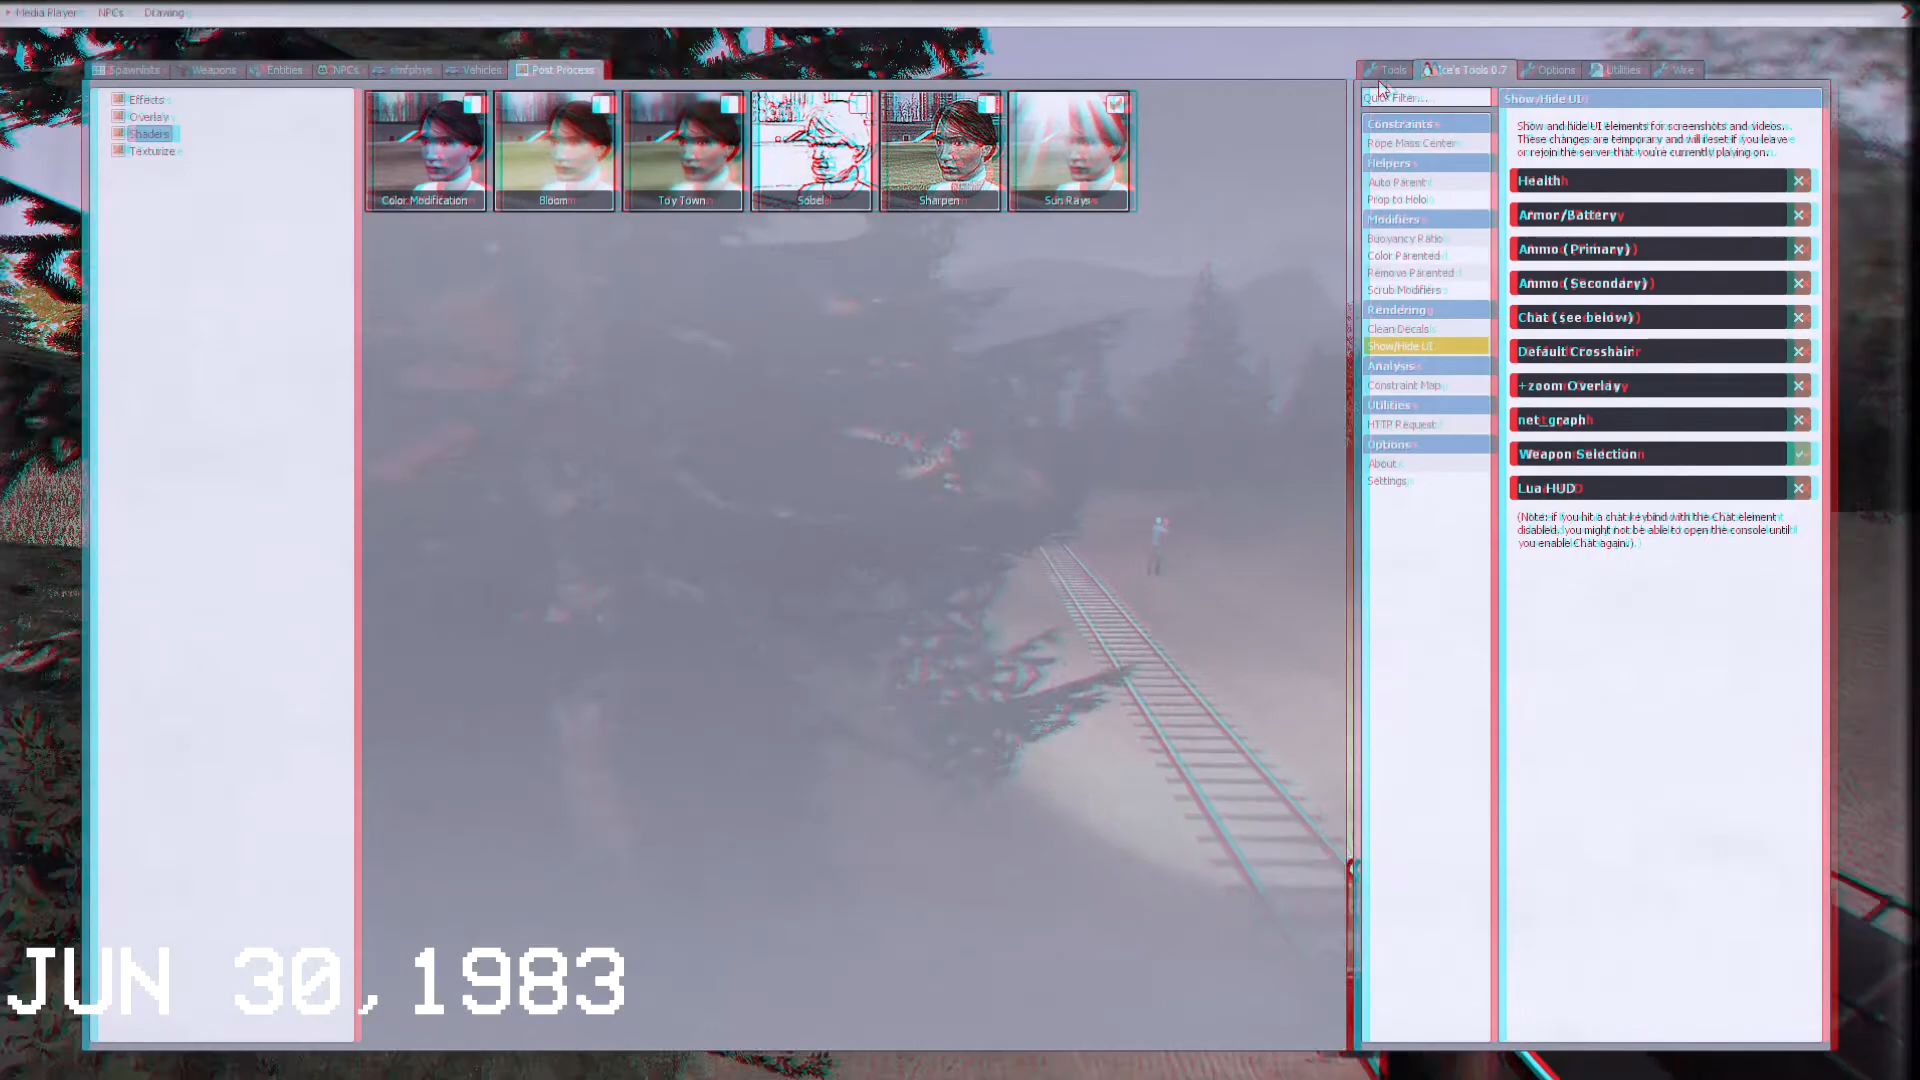 Media Player NPCs Drawing
Spawnlists Weapons Entities NPCs simfphys Vehicles Post Process
Effects
Overlay
Shaders
Texturize
Color Modification Bloom Toy Town Sobel Sharpen Sun Rays
Tools Ice's Tools 0.7 Options Utilities Wire
Quick Filter...
Constraints
Rope Mass Center
Helpers
Auto Parent
Prop to Holo
Modifiers
Buoyancy Ratio
Color Parented
Remove Parented
Scrub Modifiers
Rendering
Clean Decals
Show/Hide UI
Analysis
Constraint Map
Utilities
HTTP Request
Options
About
Settings
Show/Hide UI
Show and hide UI elements for screenshots and videos.
These changes are temporary and will reset if you leave
or rejoin the server that you're currently playing on.
Health
Armor/Battery
Ammo (Primary)
Ammo (Secondary)
Chat (see below)
Default Crosshair
+zoom Overlay
net_graph
Weapon Selection
Lua HUD
(Note: if you hit a chat keybind with the Chat element
disabled, you might not be able to open the console until
you enable Chat again.)
JUN 30,1983